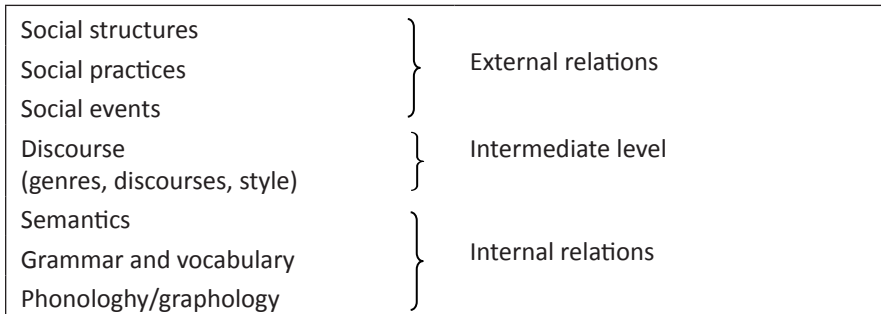 Social structures
Social practices
External relations
Social events
Discourse
(genres, discourses, style)
Intermediate level
Semantics
Grammar and vocabulary
Internal relations
Phonologhy/graphology